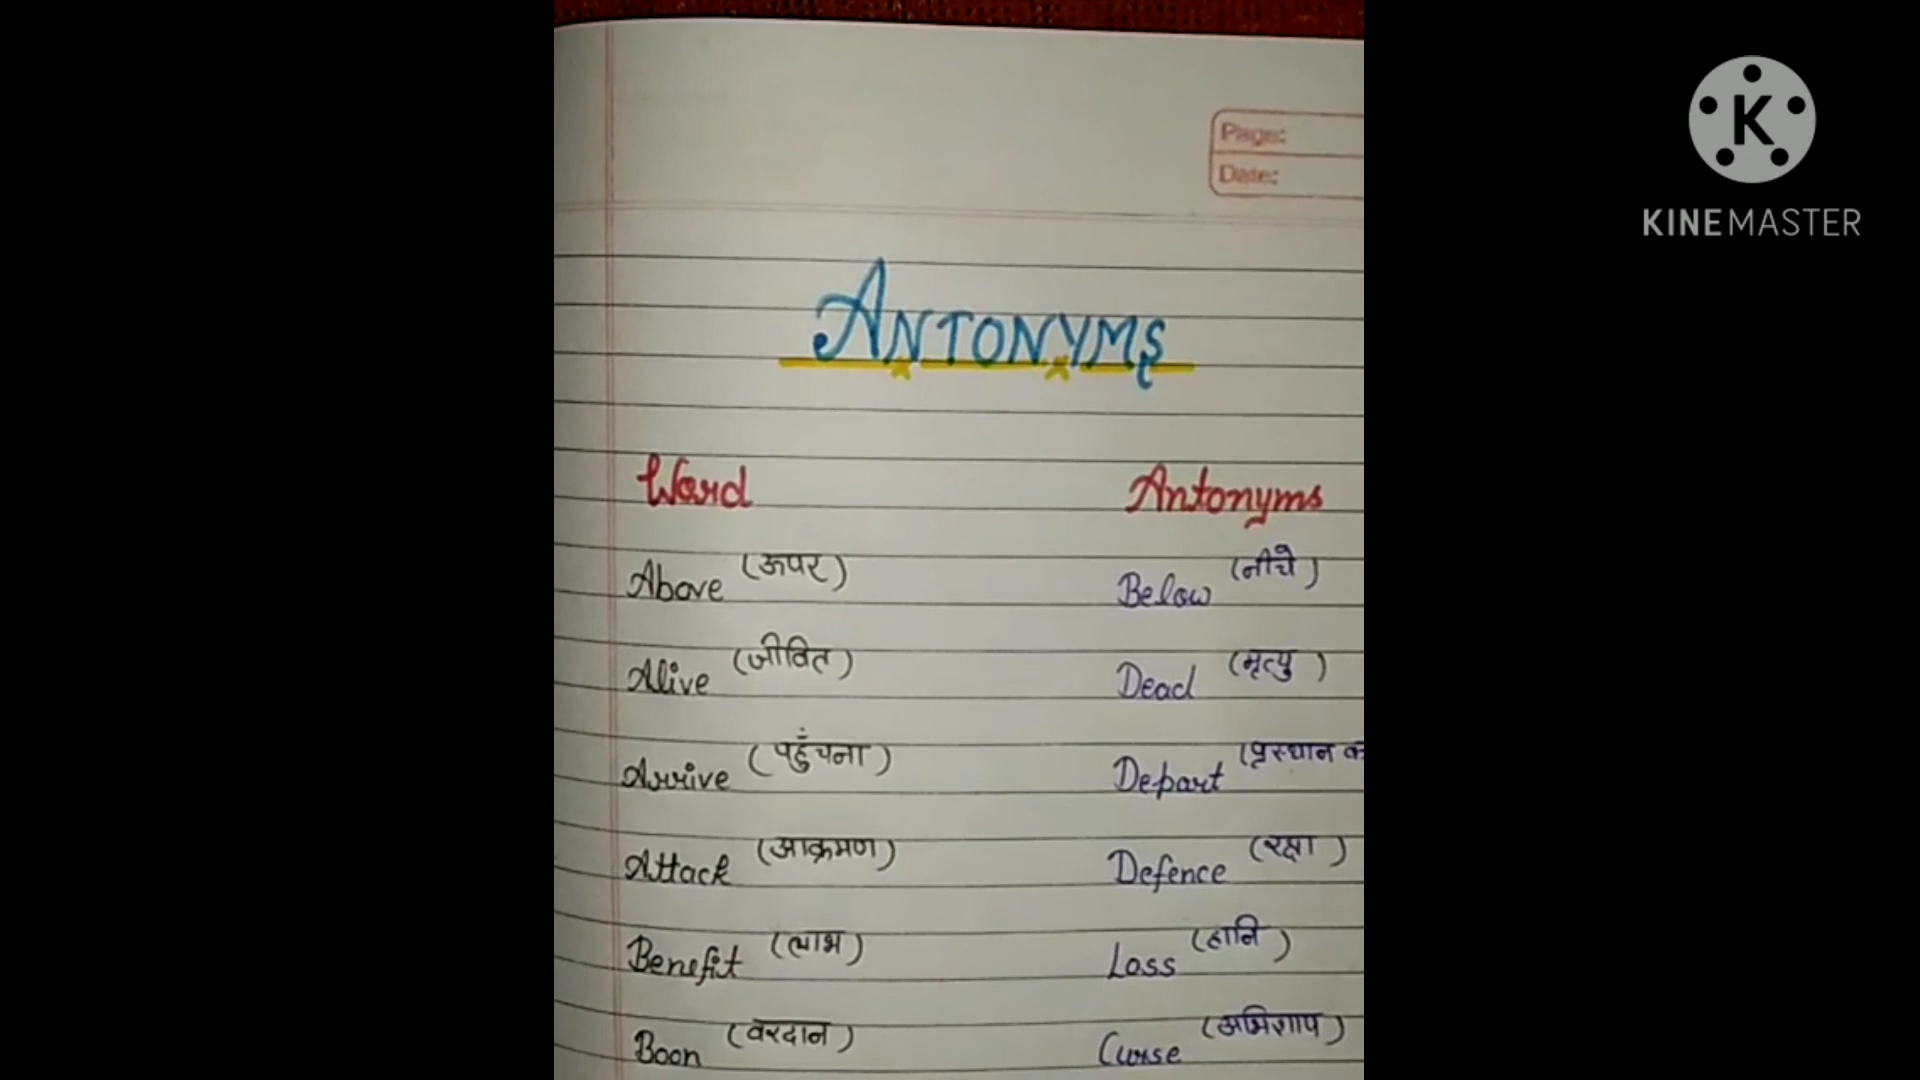 Page:
Date:
KINEMASTER
ANTONYMS
Word Antonyms
Above (ऊपर) Below (नीचे)
Alive (जीवित) Dead (मृत्यु)
Arrive (पहुँचना) Depart (प्रस्थान
Attack (आक्रमण) Defence (रक्षा)
Benefit (लाभ) Loss (हानि)
Boon (वरदान) Curse (अभिशाप)